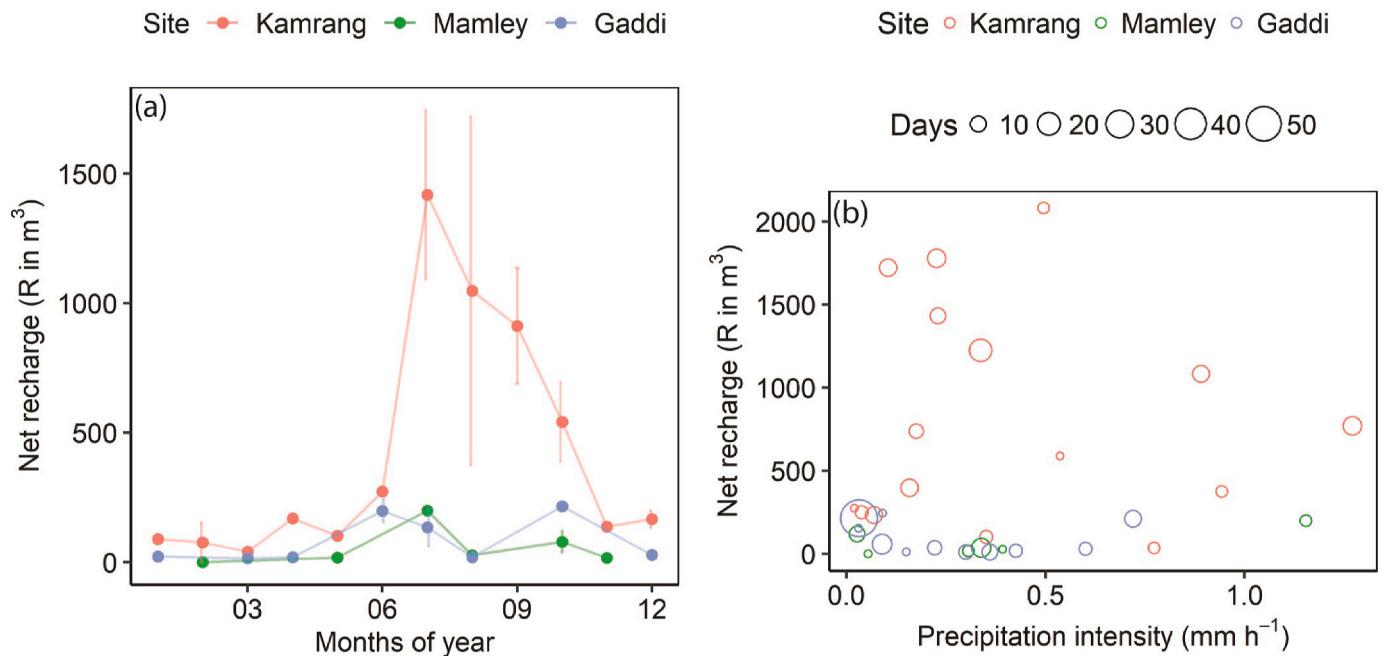 Site Kamrang Mamley Gaddi
(a)
Net recharge (R in m³)
1500
1000
500
0
03 06 09 12
Months of year
Site Kamrang Mamley Gaddi
Days 10 20 30 40 50
(b)
Net recharge (R in m³)
2000
1500
1000
500
0
0.0 0.5 1.0
Precipitation intensity (mm h⁻¹)